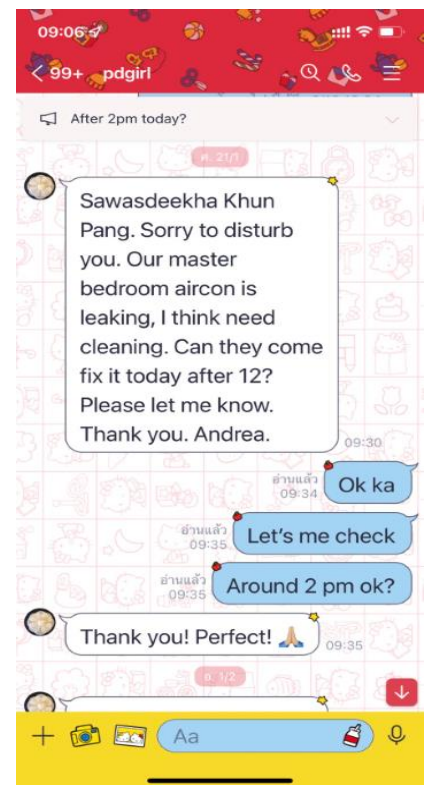 09:06
99+ pdgirl
After 2pm today?
ศ. 21/1
Sawasdeekha Khun
Pang. Sorry to disturb
you. Our master
bedroom aircon is
leaking, I think need
cleaning. Can they come
fix it today after 12?
Please let me know.
Thank you. Andrea.
09:30
อ่านแล้ว
09:34
Ok ka
อ่านแล้ว
09:35
Let's me check
อ่านแล้ว
09:35
Around 2 pm ok?
Thank you! Perfect! 🙏🏼
09:35
อ. 1/2
Aa